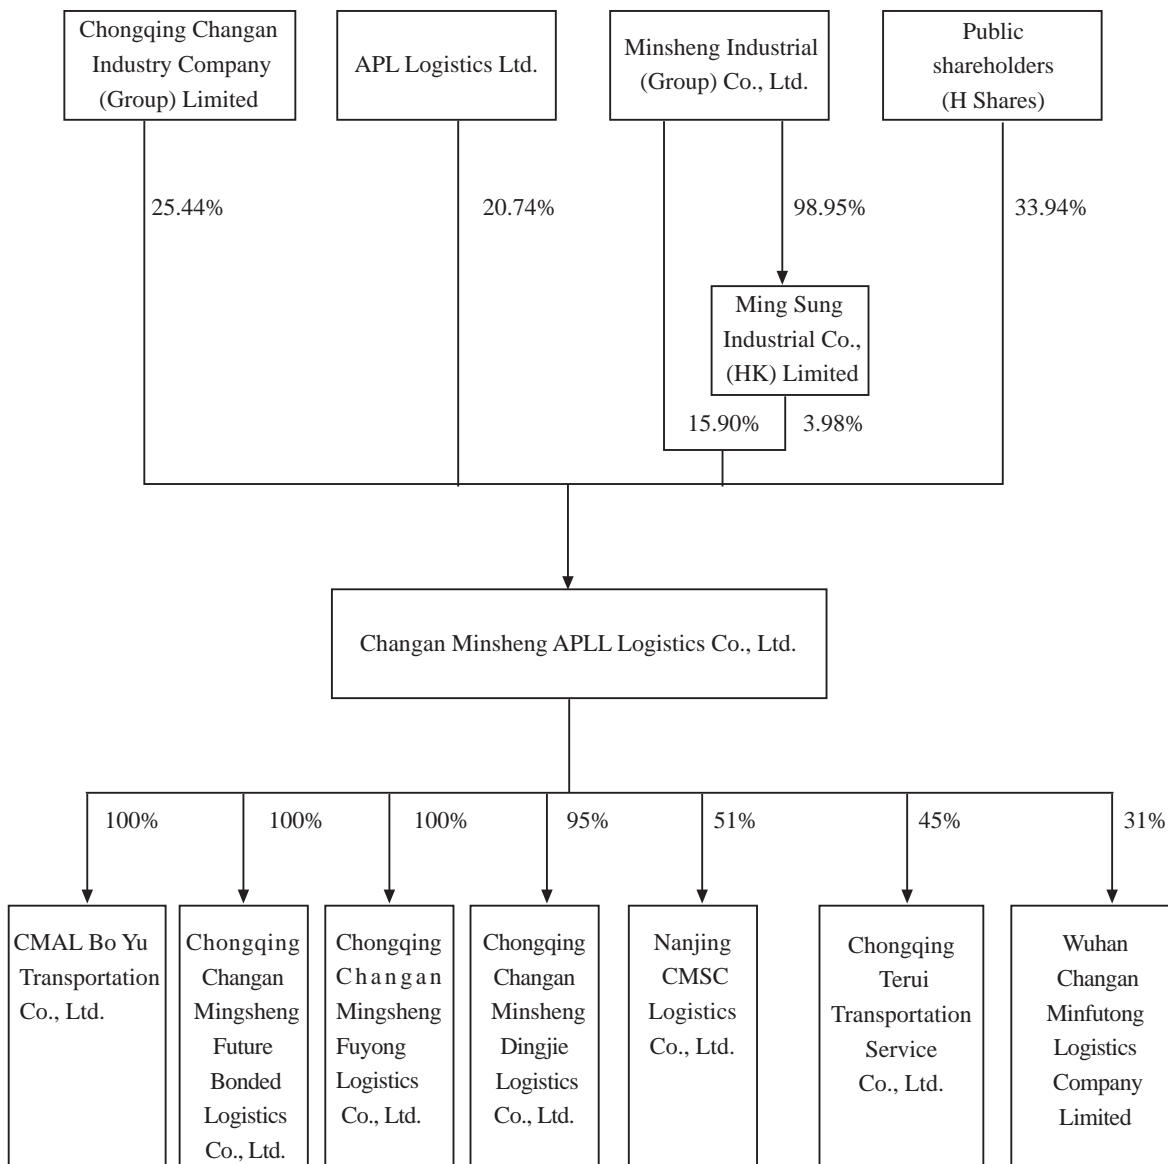 Chongqing Changan
Industry Company
(Group) Limited
APL Logistics Ltd.
Minsheng Industrial
(Group) Co., Ltd.
Public
shareholders
(H Shares)
25.44%
20.74%
98.95%
33.94%
Ming Sung
Industrial Co.,
(HK) Limited
15.90%
3.98%
Changan Minsheng APLL Logistics Co., Ltd.
100%
100%
100%
95%
51%
45%
31%
CMAL Bo Yu
Transportation
Co., Ltd.
Chongqing
Changan
Mingsheng
Future
Bonded
Logistics
Co., Ltd.
Chongqing
Changan
Mingsheng
Fuyong
Logistics
Co., Ltd.
Chongqing
Changan
Minsheng
Dingjie
Logistics
Co., Ltd.
Nanjing
CMSC
Logistics
Co., Ltd.
Chongqing
Terui
Transportation
Service
Co., Ltd.
Wuhan
Changan
Minfutong
Logistics
Company
Limited